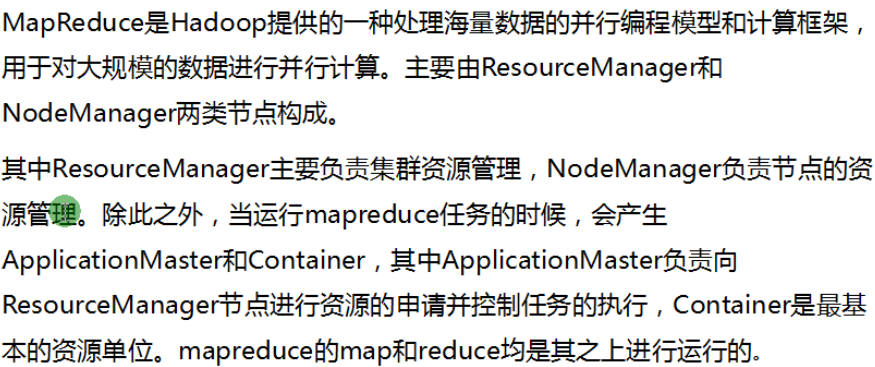 MapReduce是Hadoop提供的一种处理海量数据的并行编程模型和计算框架，
用于对大规模的数据进行并行计算。主要由ResourceManager和
NodeManager两类节点构成。
其中ResourceManager主要负责集群资源管理，NodeManager负责节点的资
源管理。除此之外，当运行mapreduce任务的时候，会产生
ApplicationMaster和Container，其中ApplicationMaster负责向
ResourceManager节点进行资源的申请并控制任务的执行，Container是最基
本的资源单位。mapreduce的map和reduce均是其之上进行运行的。